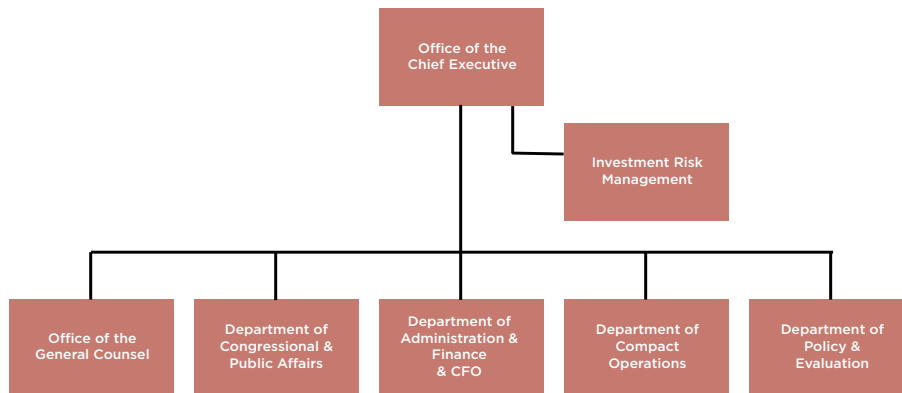 Office of the
Chief Executive
Investment Risk
Management
Office of the
General Counsel
Department of
Congressional &
Public Affairs
Department of
Administration &
Finance
& CFO
Department of
Compact
Operations
Department of
Policy &
Evaluation